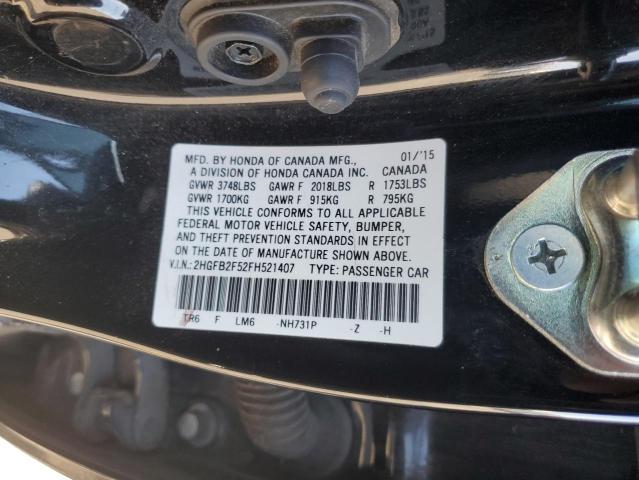 MFD. BY HONDA OF CANADA MFG., 01/'15
A DIVISION OF HONDA CANADA INC. CANADA
GVWR 3748LBS GAWR F 2018LBS R 1753LBS
GVWR 1700KG GAWR F 915KG R 795KG
THIS VEHICLE CONFORMS TO ALL APPLICABLE
FEDERAL MOTOR VEHICLE SAFETY, BUMPER,
AND THEFT PREVENTION STANDARDS IN EFFECT
ON THE DATE OF MANUFACTURE SHOWN ABOVE.
V.I.N.: 2HGFB2F52FH521407 TYPE: PASSENGER CAR
TR6 F LM6 -NH731P -Z -H